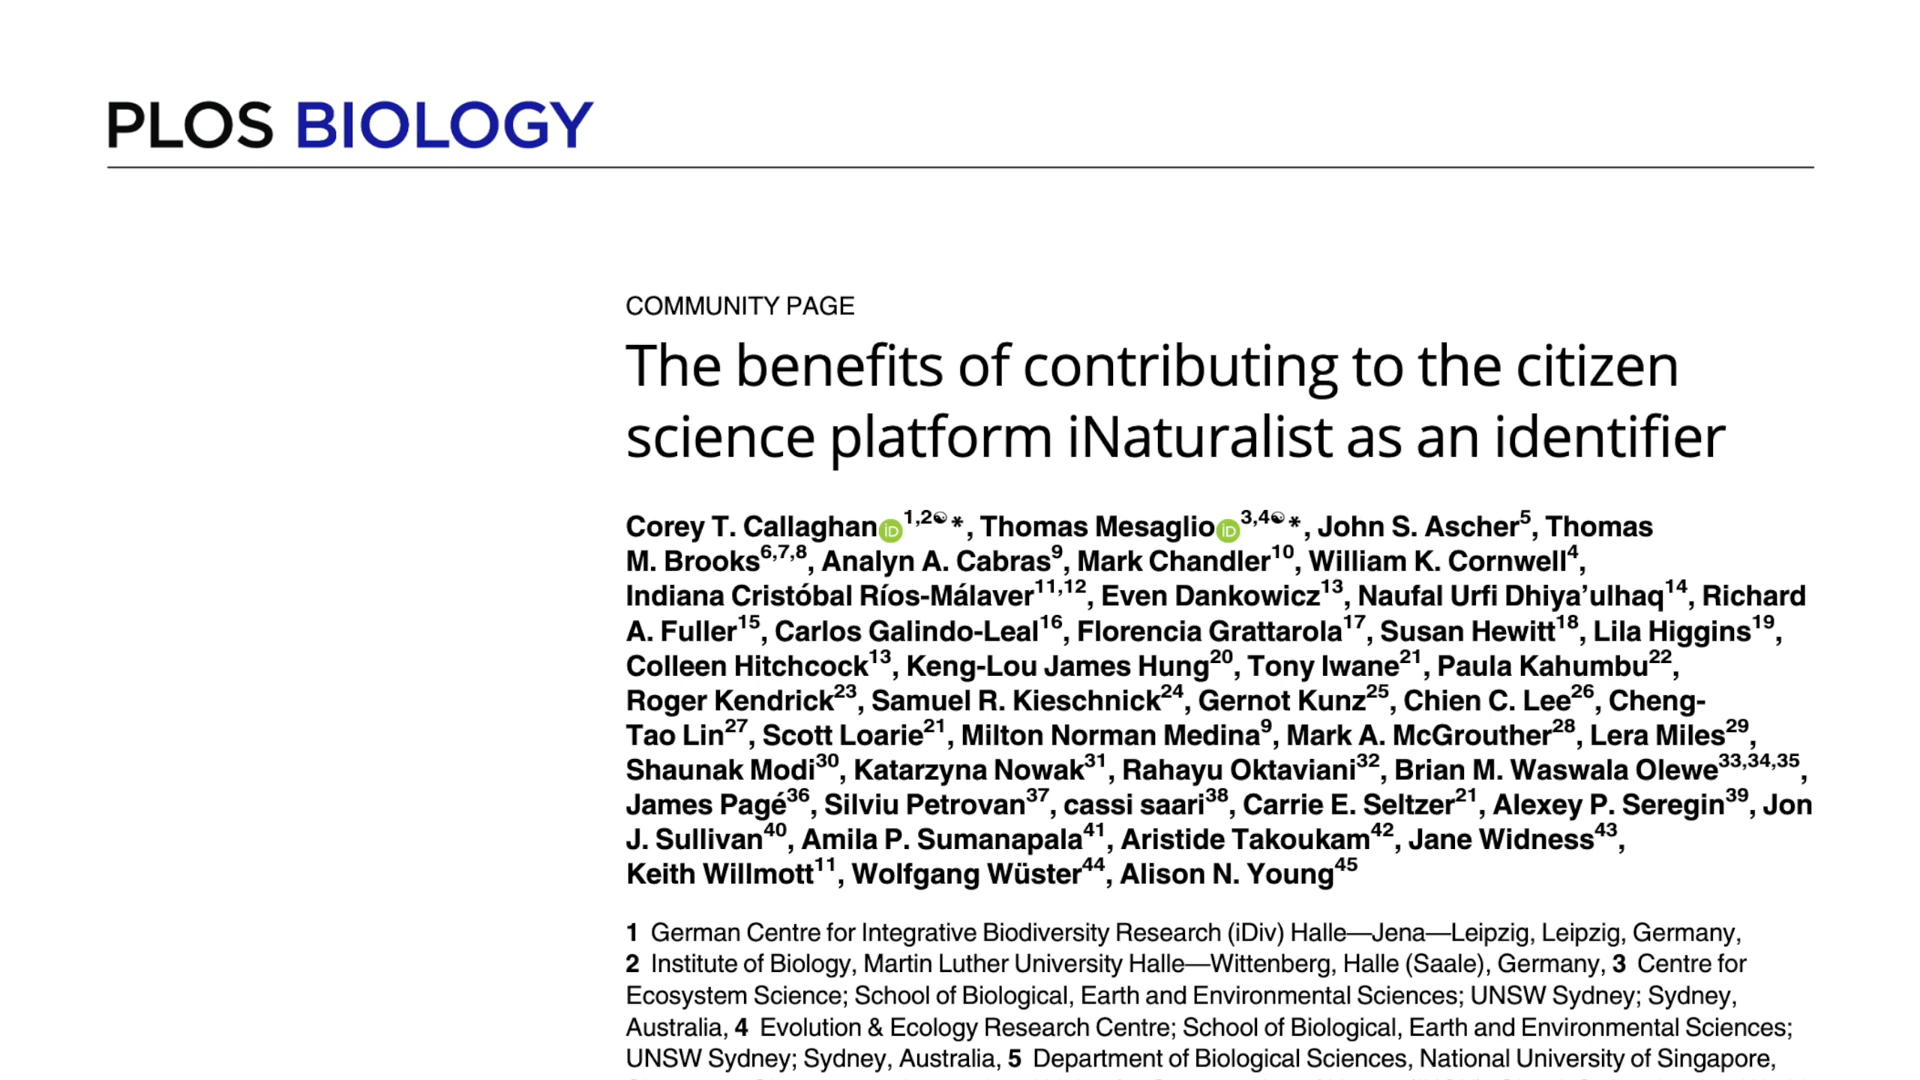 PLOS BIOLOGY
COMMUNITY PAGE
The benefits of contributing to the citizen
science platform iNaturalist as an identifier
Corey T. Callaghan iD 1,2☯*, Thomas Mesaglio iD 3,4☯*, John S. Ascher5, Thomas
M. Brooks6,7,8, Analyn A. Cabras9, Mark Chandler10, William K. Cornwell4,
Indiana Cristóbal Ríos-Málaver11,12, Even Dankowicz13, Naufal Urfi Dhiya’ulhaq14, Richard
A. Fuller15, Carlos Galindo-Leal16, Florencia Grattarola17, Susan Hewitt18, Lila Higgins19,
Colleen Hitchcock13, Keng-Lou James Hung20, Tony Iwane21, Paula Kahumbu22,
Roger Kendrick23, Samuel R. Kieschnick24, Gernot Kunz25, Chien C. Lee26, Cheng-
Tao Lin27, Scott Loarie21, Milton Norman Medina9, Mark A. McGrouther28, Lera Miles29,
Shaunak Modi30, Katarzyna Nowak31, Rahayu Oktaviani32, Brian M. Waswala Olewe33,34,35,
James Pagé36, Silviu Petrovan37, cassi saari38, Carrie E. Seltzer21, Alexey P. Seregin39, Jon
J. Sullivan40, Amila P. Sumanapala41, Aristide Takoukam42, Jane Widness43,
Keith Willmott11, Wolfgang Wüster44, Alison N. Young45
1 German Centre for Integrative Biodiversity Research (iDiv) Halle—Jena—Leipzig, Leipzig, Germany,
2 Institute of Biology, Martin Luther University Halle—Wittenberg, Halle (Saale), Germany, 3 Centre for
Ecosystem Science; School of Biological, Earth and Environmental Sciences; UNSW Sydney; Sydney,
Australia, 4 Evolution & Ecology Research Centre; School of Biological, Earth and Environmental Sciences;
UNSW Sydney; Sydney, Australia, 5 Department of Biological Sciences, National University of Singapore,